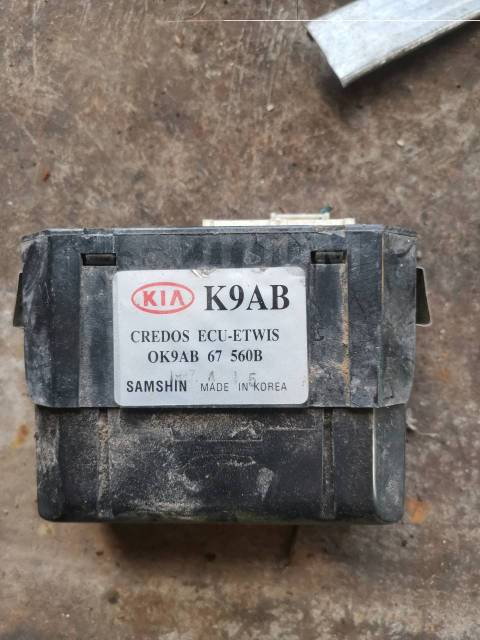 KIA K9AB
CREDOS ECU-ETWIS
OK9AB 67 560B
SAMSHIN MADE IN KOREA